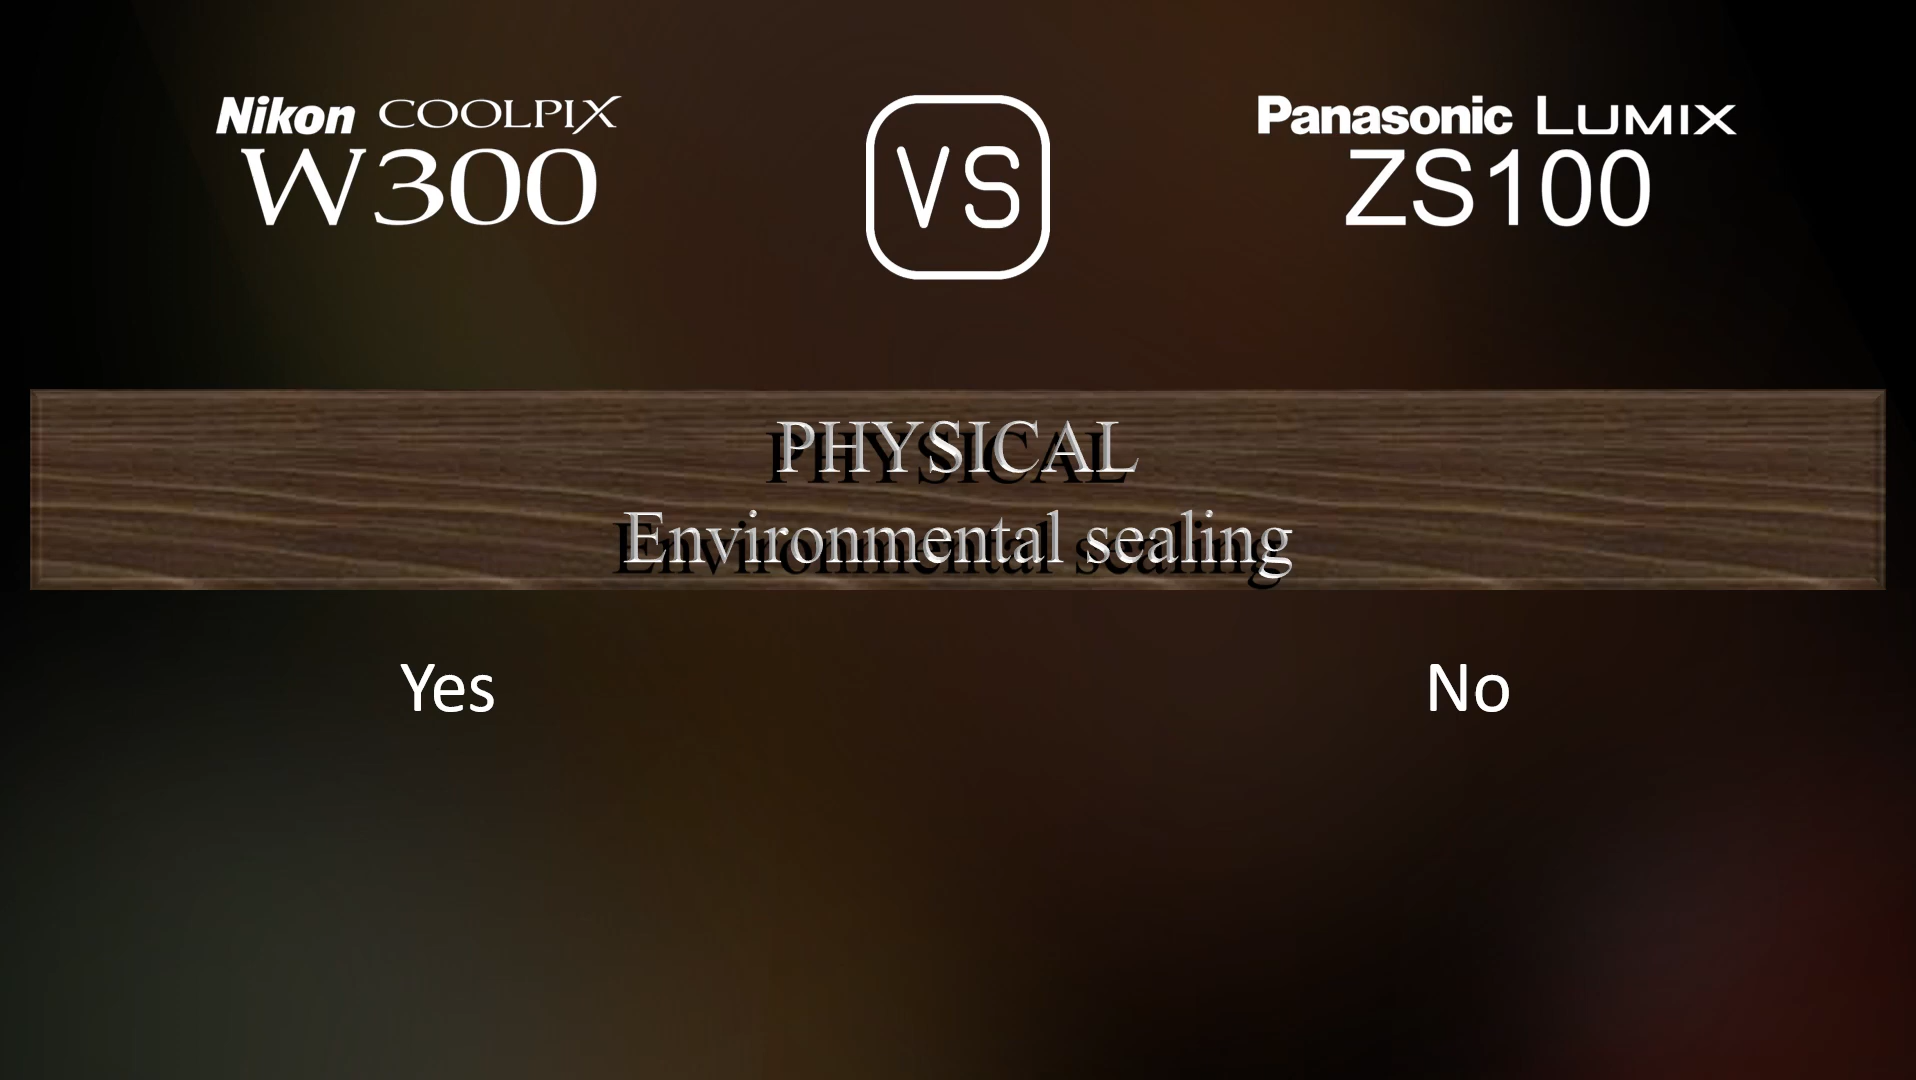 Nikon COOLPIX
W300
VS
Panasonic LUMIX
ZS100
PHYSICAL
Environmental sealing
Yes
No